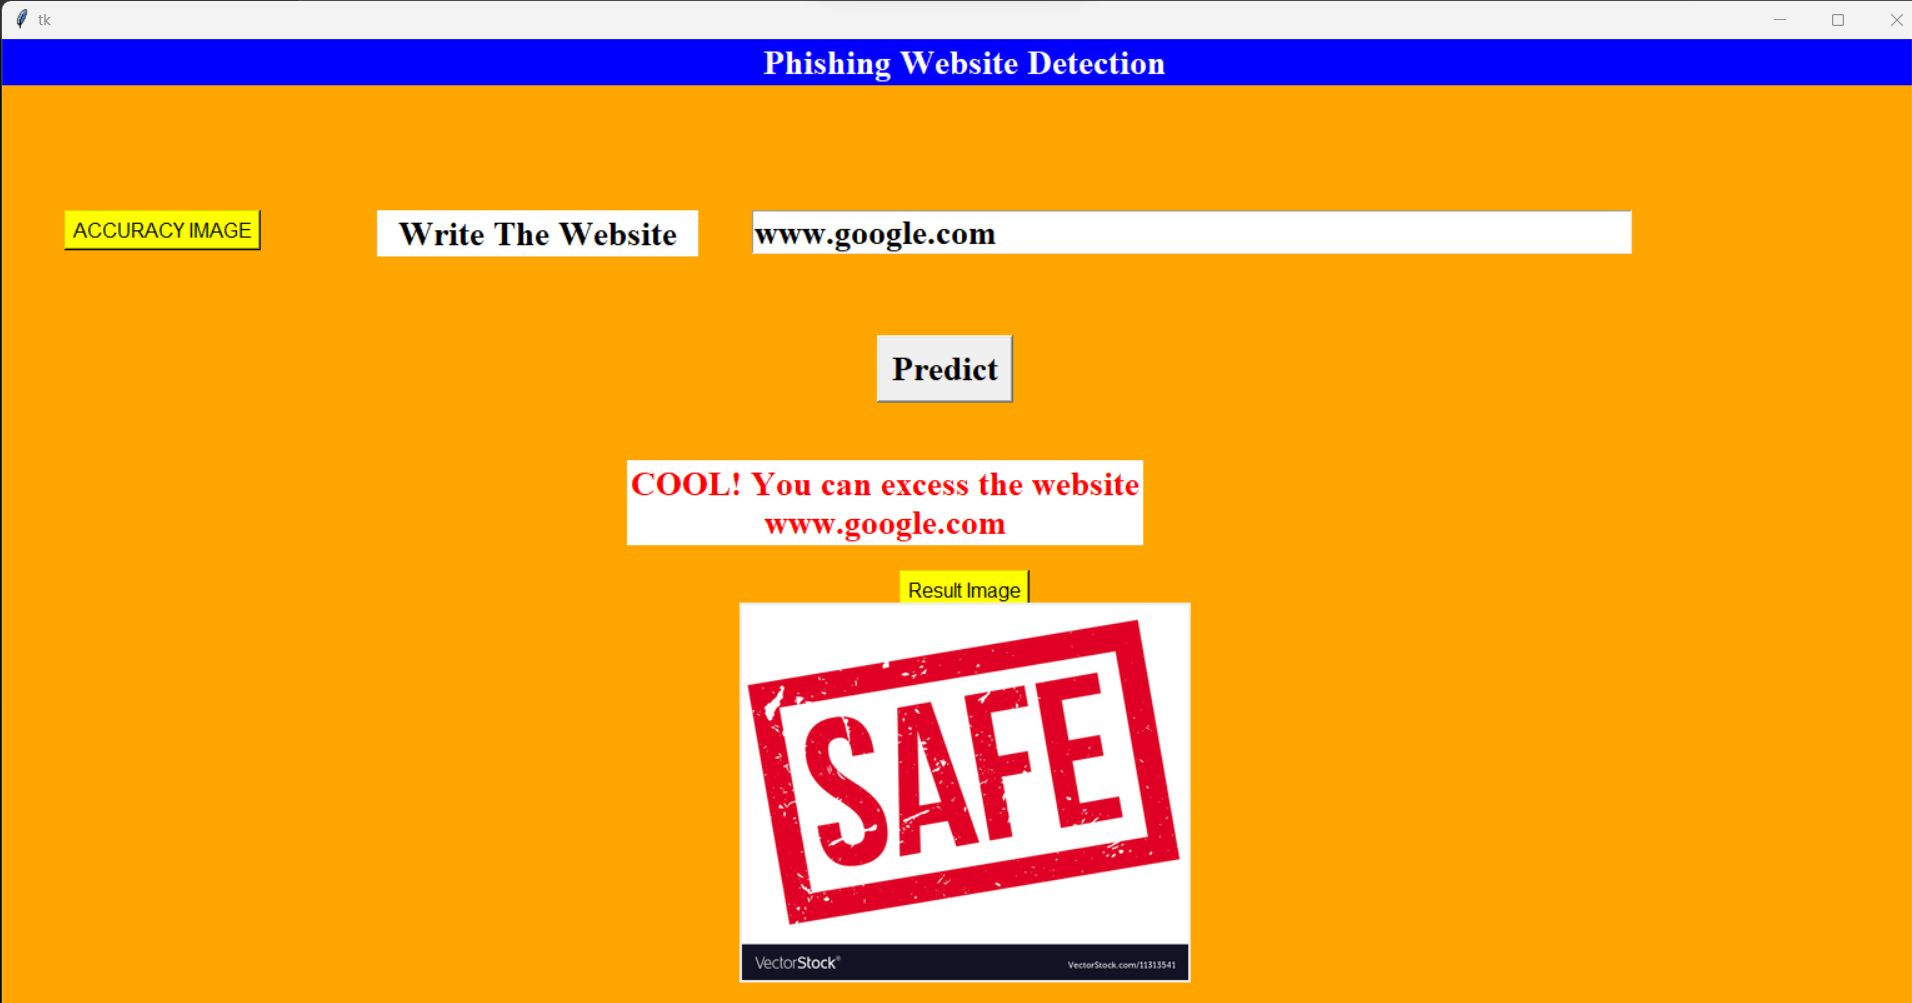 tk
Phishing Website Detection
ACCURACY IMAGE
Write The Website
www.google.com
Predict
COOL! You can excess the website
www.google.com
Result Image
SAFE
VectorStock®
VectorStock.com/11313541